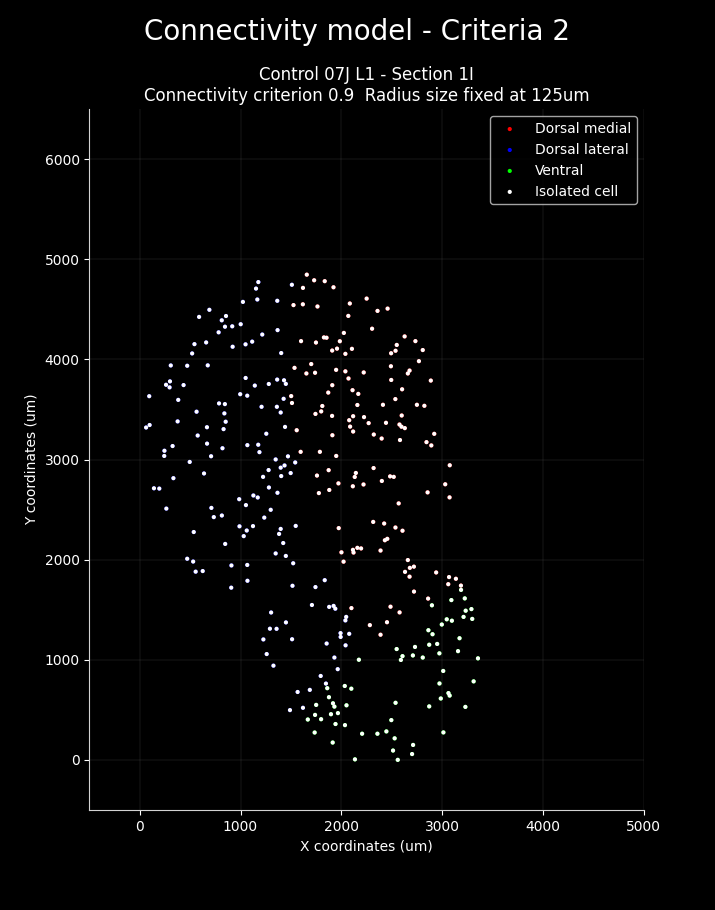 Connectivity model - Criteria 2
Control 07J L1 - Section 1I
Connectivity criterion 0.9  Radius size fixed at 125um
Dorsal medial
Dorsal lateral
Ventral
Isolated cell
6000
5000
4000
3000
2000
1000
0
Y coordinates (um)
0 1000 2000 3000 4000 5000
X coordinates (um)